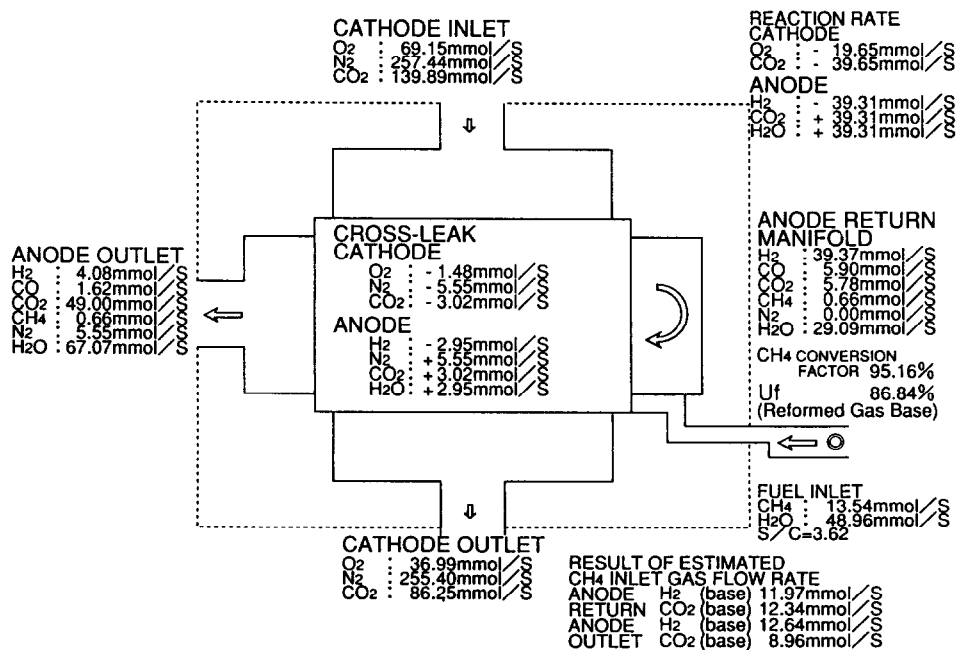 CATHODE INLET
O2 : 69.15mmol/S
N2 : 257.44mmol/S
CO2 : 139.89mmol/S
REACTION RATE
CATHODE
O2 : - 19.65mmol/S
CO2 : - 39.65mmol/S
ANODE
H2 : - 39.31mmol/S
CO2 : + 39.31mmol/S
H2O : + 39.31mmol/S
ANODE OUTLET
H2 : 4.08mmol/S
CO : 1.62mmol/S
CO2 : 49.00mmol/S
CH4 : 0.66mmol/S
N2 : 5.55mmol/S
H2O : 67.07mmol/S
CROSS-LEAK
CATHODE
O2 : - 1.48mmol/S
N2 : - 5.55mmol/S
CO2 : - 3.02mmol/S
ANODE
H2 : - 2.95mmol/S
N2 : + 5.55mmol/S
CO2 : + 3.02mmol/S
H2O : + 2.95mmol/S
ANODE RETURN
MANIFOLD
H2 : 39.37mmol/S
CO : 5.90mmol/S
CO2 : 5.78mmol/S
CH4 : 0.66mmol/S
N2 : 0.00mmol/S
H2O : 29.09mmol/S
CH4 CONVERSION
FACTOR 95.16%
Uf 86.84%
(Reformed Gas Base)
FUEL INLET
CH4 : 13.54mmol/S
H2O : 48.96mmol/S
S/C=3.62
CATHODE OUTLET
O2 : 36.99mmol/S
N2 : 255.40mmol/S
CO2 : 86.25mmol/S
RESULT OF ESTIMATED
CH4 INLET GAS FLOW RATE
ANODE H2 (base) 11.97mmol/S
RETURN CO2 (base) 12.34mmol/S
ANODE H2 (base) 12.64mmol/S
OUTLET CO2 (base) 8.96mmol/S